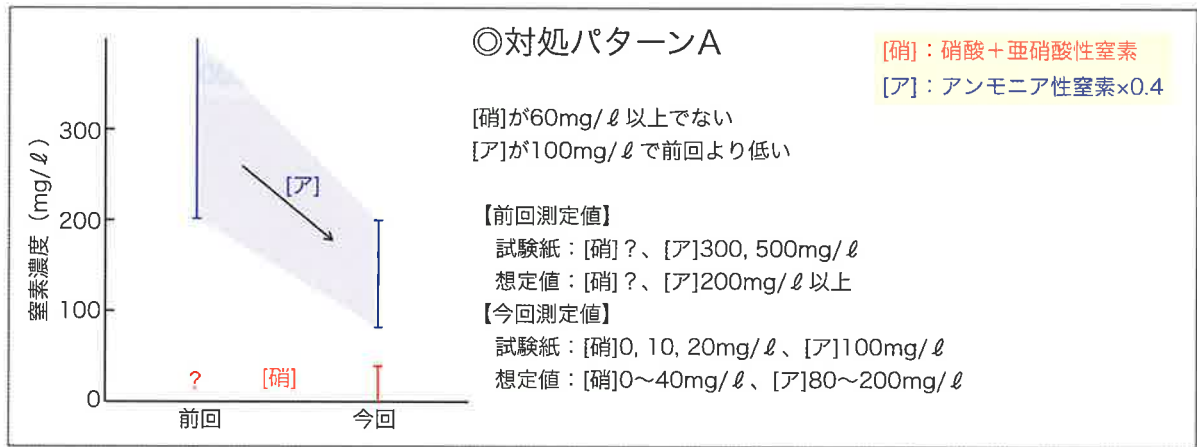 ◎対処パターンA
[硝]:硝酸+亜硝酸性窒素
[ア]:アンモニア性窒素×0.4
[硝]が60mg/ℓ以上でない
[ア]が100mg/ℓで前回より低い
【前回測定値】
試験紙:[硝]?、[ア]300, 500mg/ℓ
想定値:[硝]?、[ア]200mg/ℓ以上
【今回測定値】
試験紙:[硝]0, 10, 20mg/ℓ、[ア]100mg/ℓ
想定値:[硝]0〜40mg/ℓ、[ア]80〜200mg/ℓ
窒素濃度(mg/ℓ)
300
200
100
0
[ア]
? [硝]
前回 今回